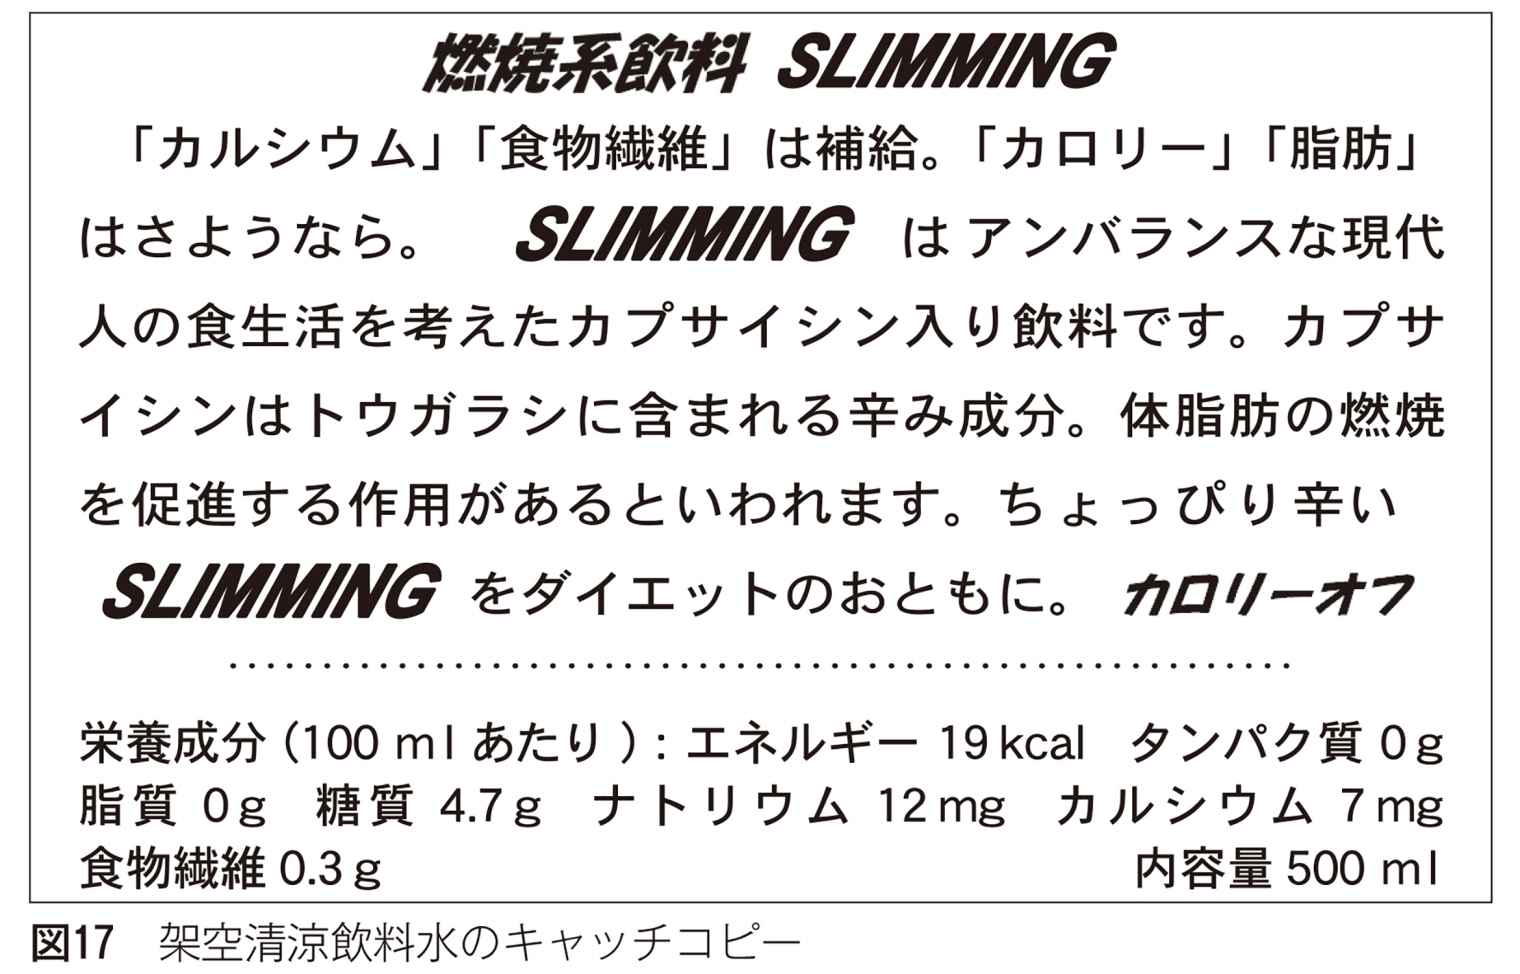 燃焼系飲料 SLIMMING
「カルシウム」「食物繊維」は補給。「カロリー」「脂肪」
はさようなら。 SLIMMING はアンバランスな現代
人の食生活を考えたカプサイシン入り飲料です。カプサ
イシンはトウガラシに含まれる辛み成分。体脂肪の燃焼
を促進する作用があるといわれます。ちょっぴり辛い
SLIMMING をダイエットのおともに。 カロリーオフ
栄養成分(100 mlあたり):エネルギー 19 kcal タンパク質 0 g
脂質 0 g 糖質 4.7 g ナトリウム 12 mg カルシウム 7 mg
食物繊維 0.3 g 内容量 500 ml
図17 架空清涼飲料水のキャッチコピー